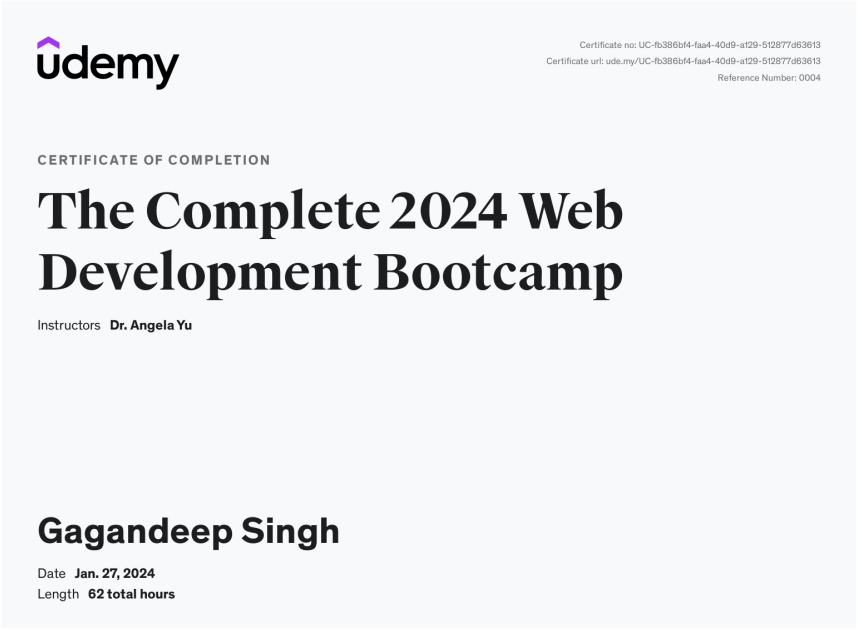 udemy
Certificate no: UC-fb386bf4-faa4-40d9-a129-512877d63613
Certificate url: ude.my/UC-fb386bf4-faa4-40d9-a129-512877d63613
Reference Number: 0004
CERTIFICATE OF COMPLETION
The Complete 2024 Web
Development Bootcamp
Instructors Dr. Angela Yu
Gagandeep Singh
Date Jan. 27, 2024
Length 62 total hours